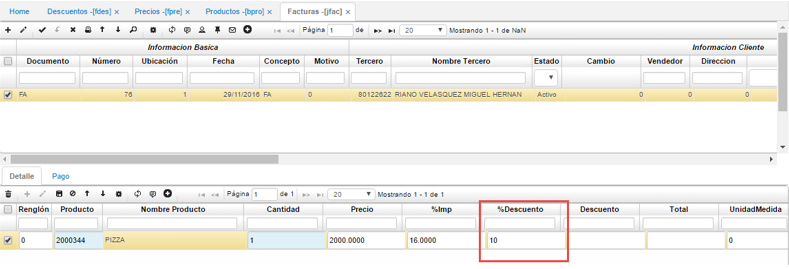 Home Descuentos -[fdes] × Precios -[fpre] × Productos -[bpro] × Facturas -[jfac] ×
Página 1 de 20 Mostrando 1 - 1 de NaN
Informacion Basica Informacion Cliente
Documento Número Ubicación Fecha Concepto Motivo Tercero Nombre Tercero Estado Cambio Vendedor Direccion
FA 76 1 29/11/2016 FA 0 80122622 RIANO VELASQUEZ MIGUEL HERNAN Activo 0 0 0
Detalle Pago
Página 1 de 1 20 Mostrando 1 - 1 de 1
Renglón Producto Nombre Producto Cantidad Precio %Imp %Descuento Descuento Total UnidadMedida
0 2000344 PIZZA 1 2000.0000 16.0000 10 0